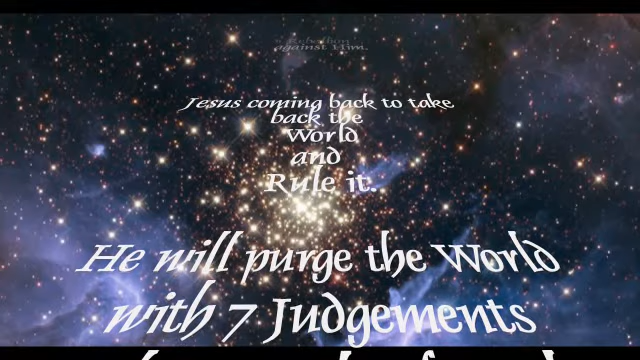 against Him.
Jesus coming back to take
back the
World
and
Rule it.
He will purge the World
with 7 Judgements